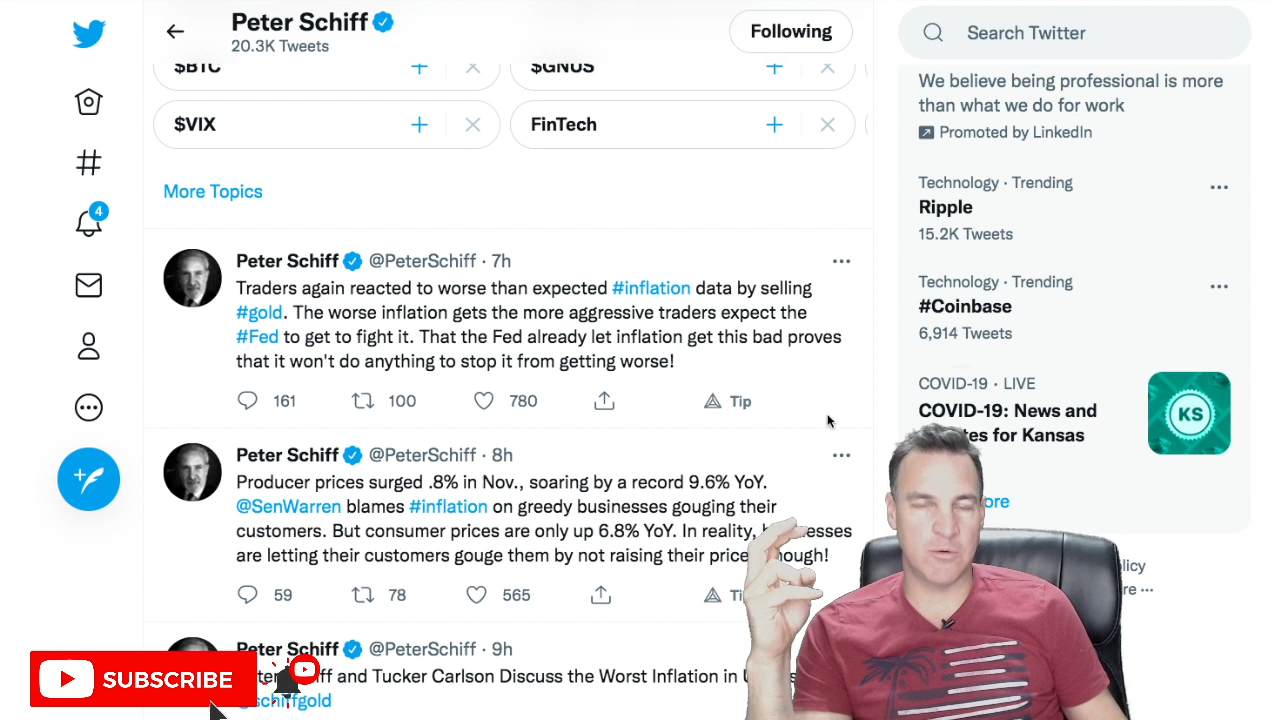 Peter Schiff
20.3K Tweets
Following
Search Twitter
$BTC
$GNUS
$VIX
FinTech
More Topics
4
Peter Schiff @PeterSchiff · 7h
Traders again reacted to worse than expected #inflation data by selling
#gold. The worse inflation gets the more aggressive traders expect the
#Fed to get to fight it. That the Fed already let inflation get this bad proves
that it won't do anything to stop it from getting worse!
161 100 780 Tip
Peter Schiff @PeterSchiff · 8h
Producer prices surged .8% in Nov., soaring by a record 9.6% YoY.
@SenWarren blames #inflation on greedy businesses gouging their
customers. But consumer prices are only up 6.8% YoY. In reality,
are letting their customers gouge them by not raising their
59 78 565
Peter Schiff @PeterSchiff · 9h
and Tucker Carlson Discuss the Worst Inflation in
SUBSCRIBE
We believe being professional is more
than what we do for work
Promoted by LinkedIn
Technology · Trending
Ripple
15.2K Tweets
Technology · Trending
#Coinbase
6,914 Tweets
COVID-19 · LIVE
COVID-19: News and
for Kansas
KS